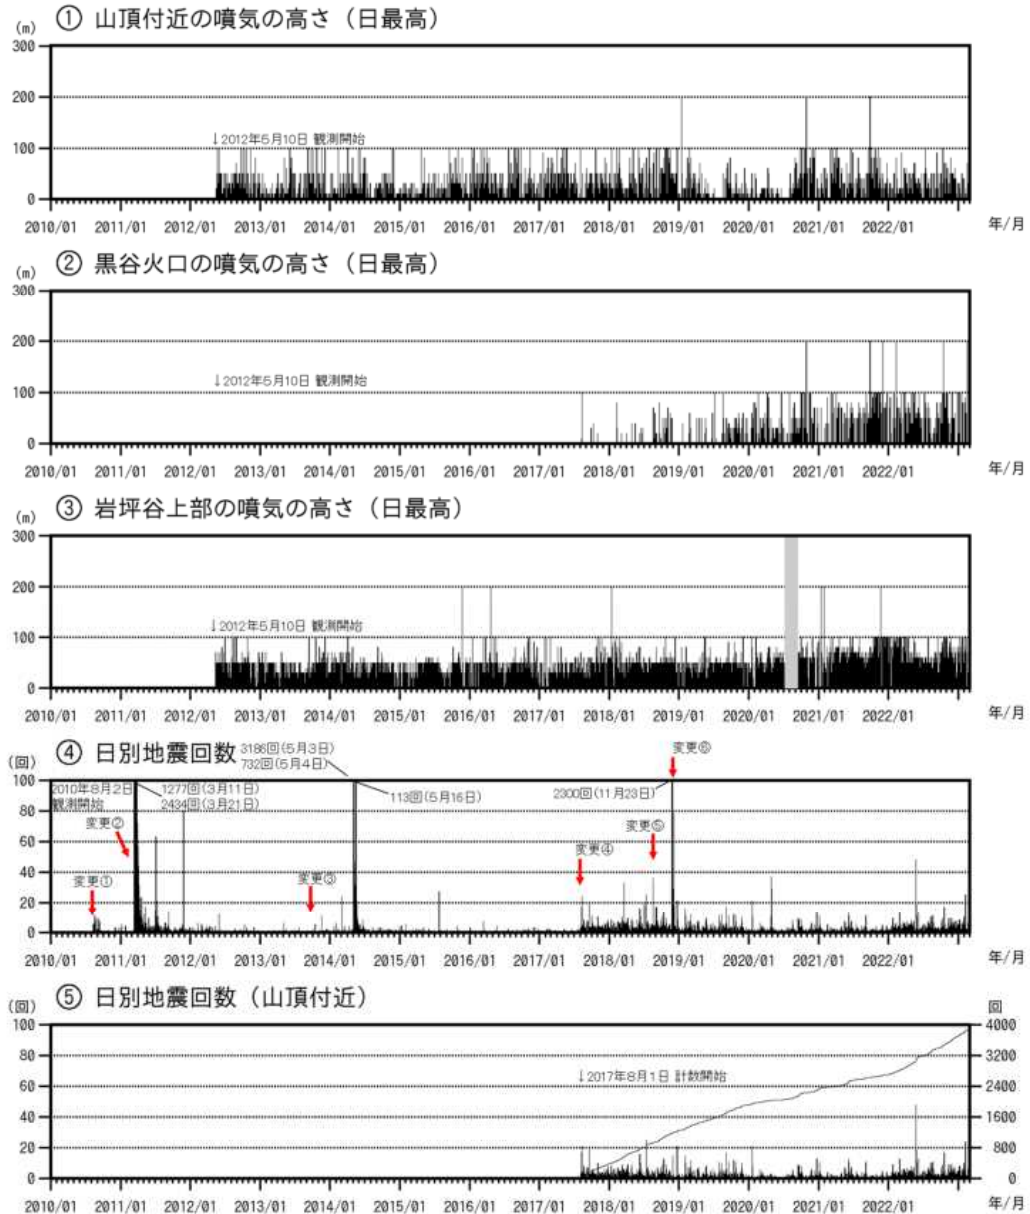 ① 山頂付近の噴気の高さ（日最高）
(m)
300
200
100
0
↓2012年5月10日 観測開始
2010/01 2011/01 2012/01 2013/01 2014/01 2015/01 2016/01 2017/01 2018/01 2019/01 2020/01 2021/01 2022/01 年/月
② 黒谷火口の噴気の高さ（日最高）
(m)
300
200
100
0
↓2012年5月10日 観測開始
2010/01 2011/01 2012/01 2013/01 2014/01 2015/01 2016/01 2017/01 2018/01 2019/01 2020/01 2021/01 2022/01 年/月
③ 岩坪谷上部の噴気の高さ（日最高）
(m)
300
200
100
0
↓2012年5月10日 観測開始
2010/01 2011/01 2012/01 2013/01 2014/01 2015/01 2016/01 2017/01 2018/01 2019/01 2020/01 2021/01 2022/01 年/月
④ 日別地震回数
(回)
100
80
60
40
20
0
3186回(5月3日)
732回(5月4日)
変更⑥
2010年8月2日
観測開始
1277回(3月11日)
2434回(3月21日)
113回(5月16日)
2300回(11月23日)
変更②
変更⑤
変更④
変更①
変更③
2010/01 2011/01 2012/01 2013/01 2014/01 2015/01 2016/01 2017/01 2018/01 2019/01 2020/01 2021/01 2022/01 年/月
⑤ 日別地震回数（山頂付近）
(回)
100
80
60
40
20
0
↓2017年8月1日 計数開始
回
4000
3200
2400
1600
800
0
2010/01 2011/01 2012/01 2013/01 2014/01 2015/01 2016/01 2017/01 2018/01 2019/01 2020/01 2021/01 2022/01 年/月